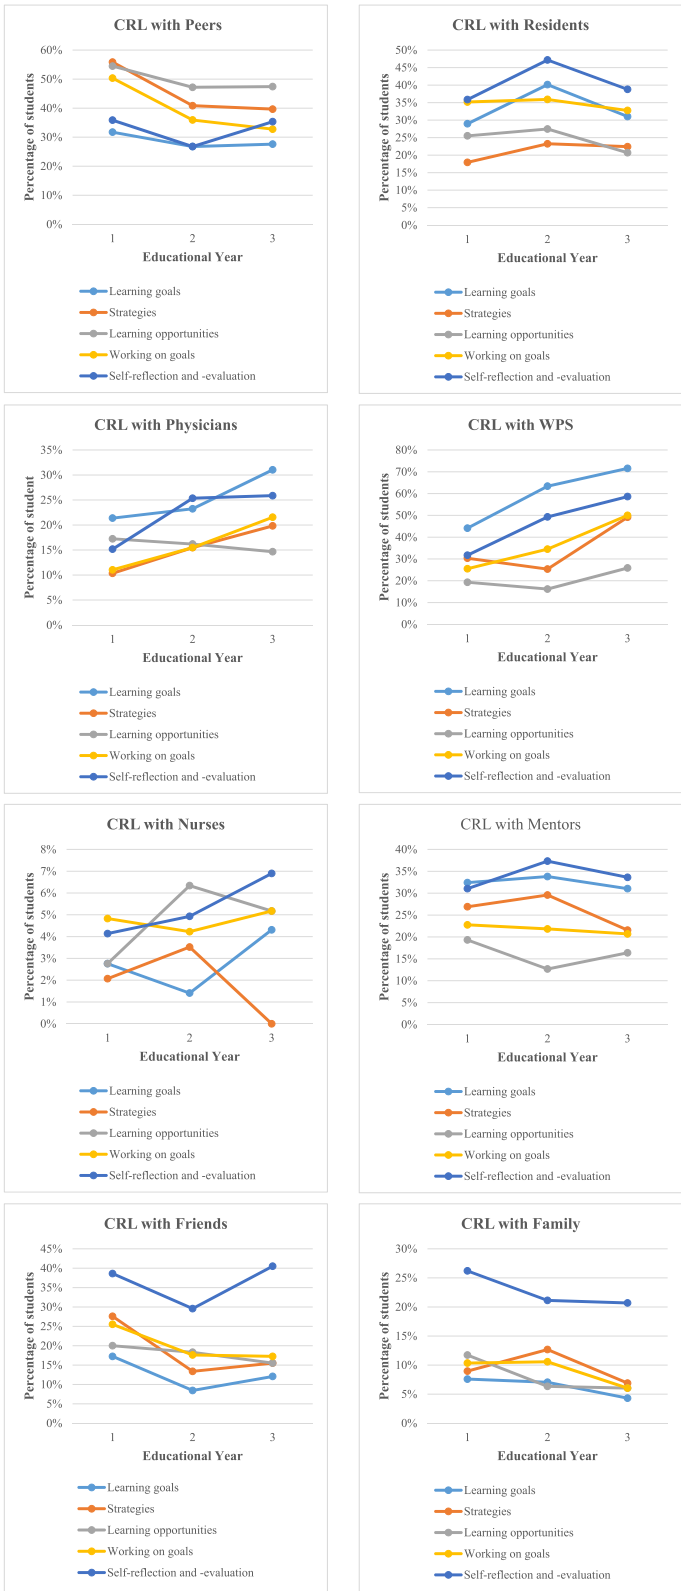 CRL with Peers
60%
50%
40%
30%
20%
10%
0%
Percentage of students
1 2 3
Educational Year
Learning goals
Strategies
Learning opportunities
Working on goals
Self-reflection and -evaluation
CRL with Residents
50%
45%
40%
35%
30%
25%
20%
15%
10%
5%
0%
Percentage of students
1 2 3
Educational Year
Learning goals
Strategies
Learning opportunities
Working on goals
Self-reflection and -evaluation
CRL with Physicians
35%
30%
25%
20%
15%
10%
5%
0%
Percentage of student
1 2 3
Educational Year
Learning goals
Strategies
Learning opportunities
Working on goals
Self-reflection and -evaluation
CRL with WPS
80%
70%
60%
50%
40%
30%
20%
10%
0%
Percentage of students
1 2 3
Educational Year
Learning goals
Strategies
Learning opportunities
Working on goals
Self-reflection and -evaluation
CRL with Nurses
8%
7%
6%
5%
4%
3%
2%
1%
0%
Percentage of students
1 2 3
Educational Year
Learning goals
Strategies
Learning opportunities
Working on goals
Self-reflection and -evaluation
CRL with Mentors
40%
35%
30%
25%
20%
15%
10%
5%
0%
Percentage of students
1 2 3
Educational Year
Learning goals
Strategies
Learning opportunities
Working on goals
Self-reflection and -evaluation
CRL with Friends
45%
40%
35%
30%
25%
20%
15%
10%
5%
0%
Percentage of students
1 2 3
Educational Year
Learning goals
Strategies
Learning opportunities
Working on goals
Self-reflection and -evaluation
CRL with Family
30%
25%
20%
15%
10%
5%
0%
Percentage of students
1 2 3
Educational Year
Learning goals
Strategies
Learning opportunities
Working on goals
Self-reflection and -evaluation